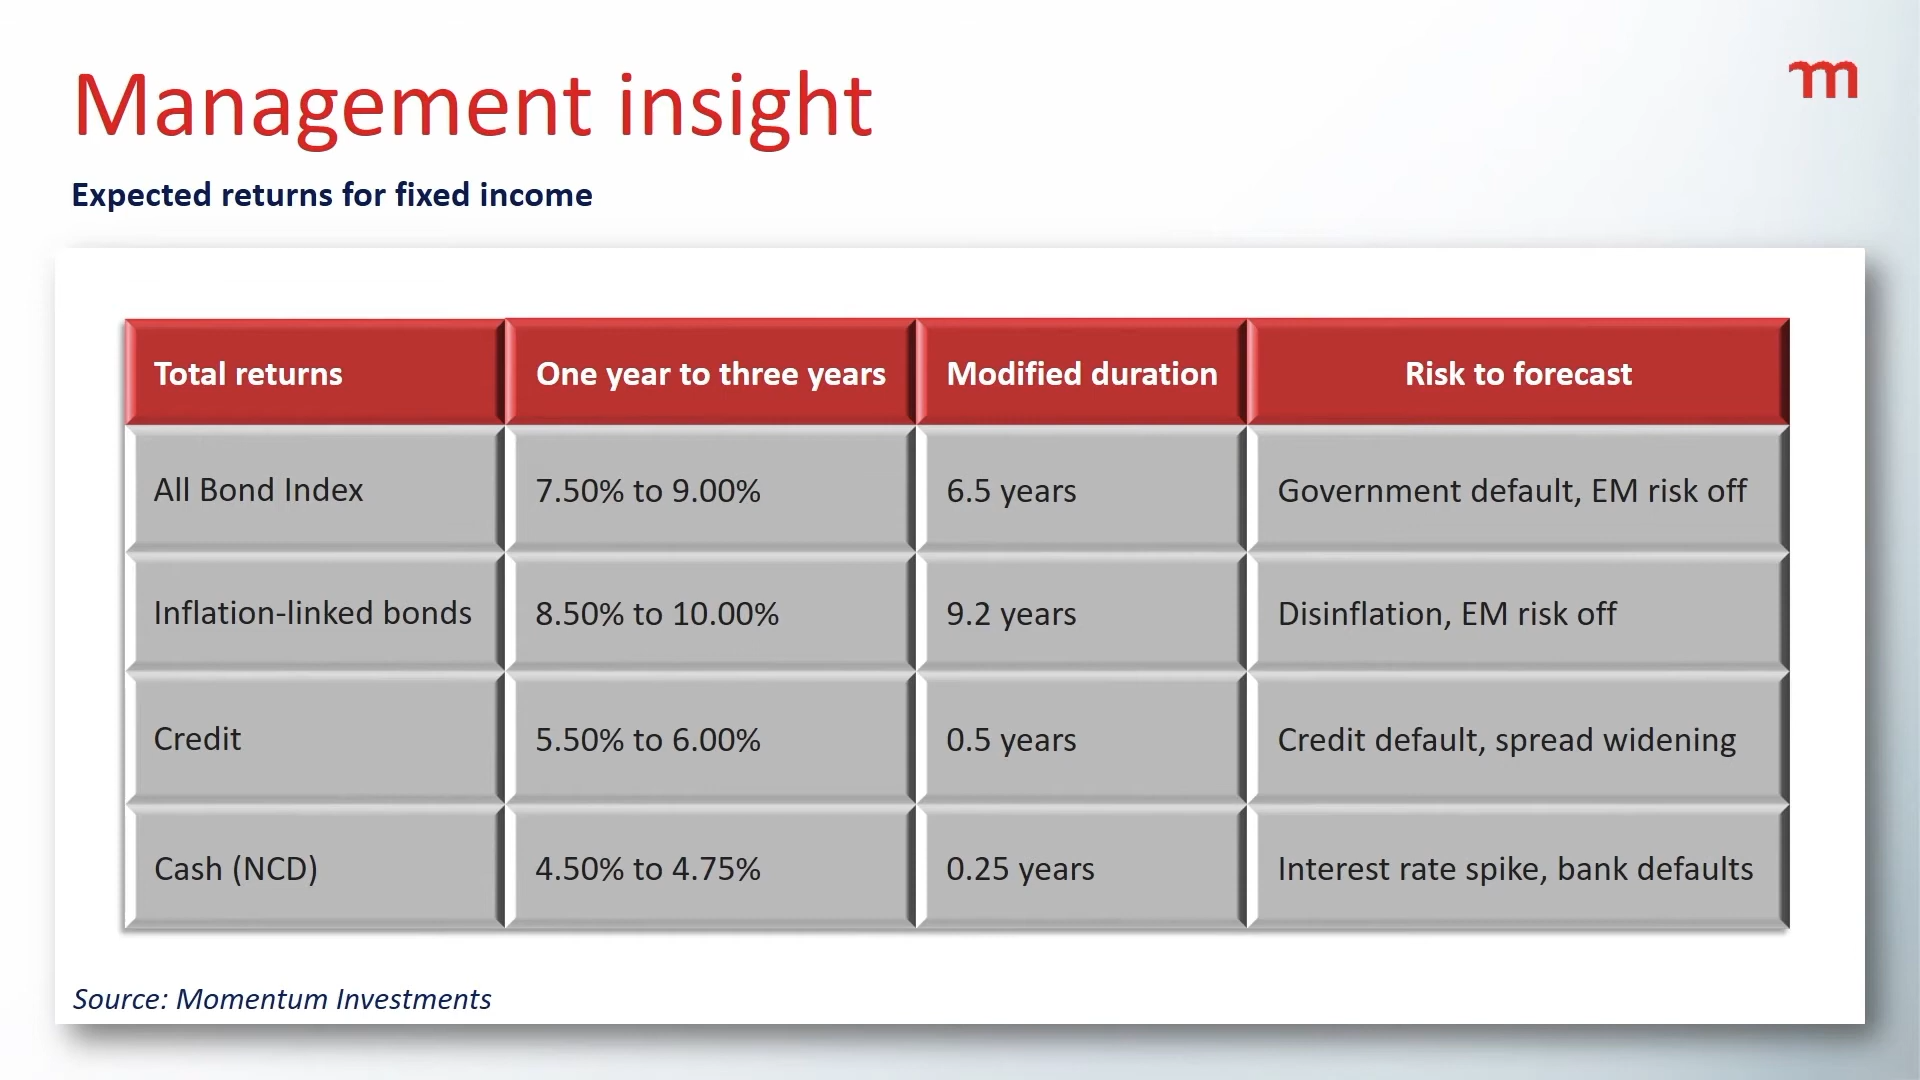 Management insight
m
Expected returns for fixed income
Total returns
One year to three years
Modified duration
Risk to forecast
All Bond Index
7.50% to 9.00%
6.5 years
Government default, EM risk off
Inflation-linked bonds
8.50% to 10.00%
9.2 years
Disinflation, EM risk off
Credit
5.50% to 6.00%
0.5 years
Credit default, spread widening
Cash (NCD)
4.50% to 4.75%
0.25 years
Interest rate spike, bank defaults
Source: Momentum Investments